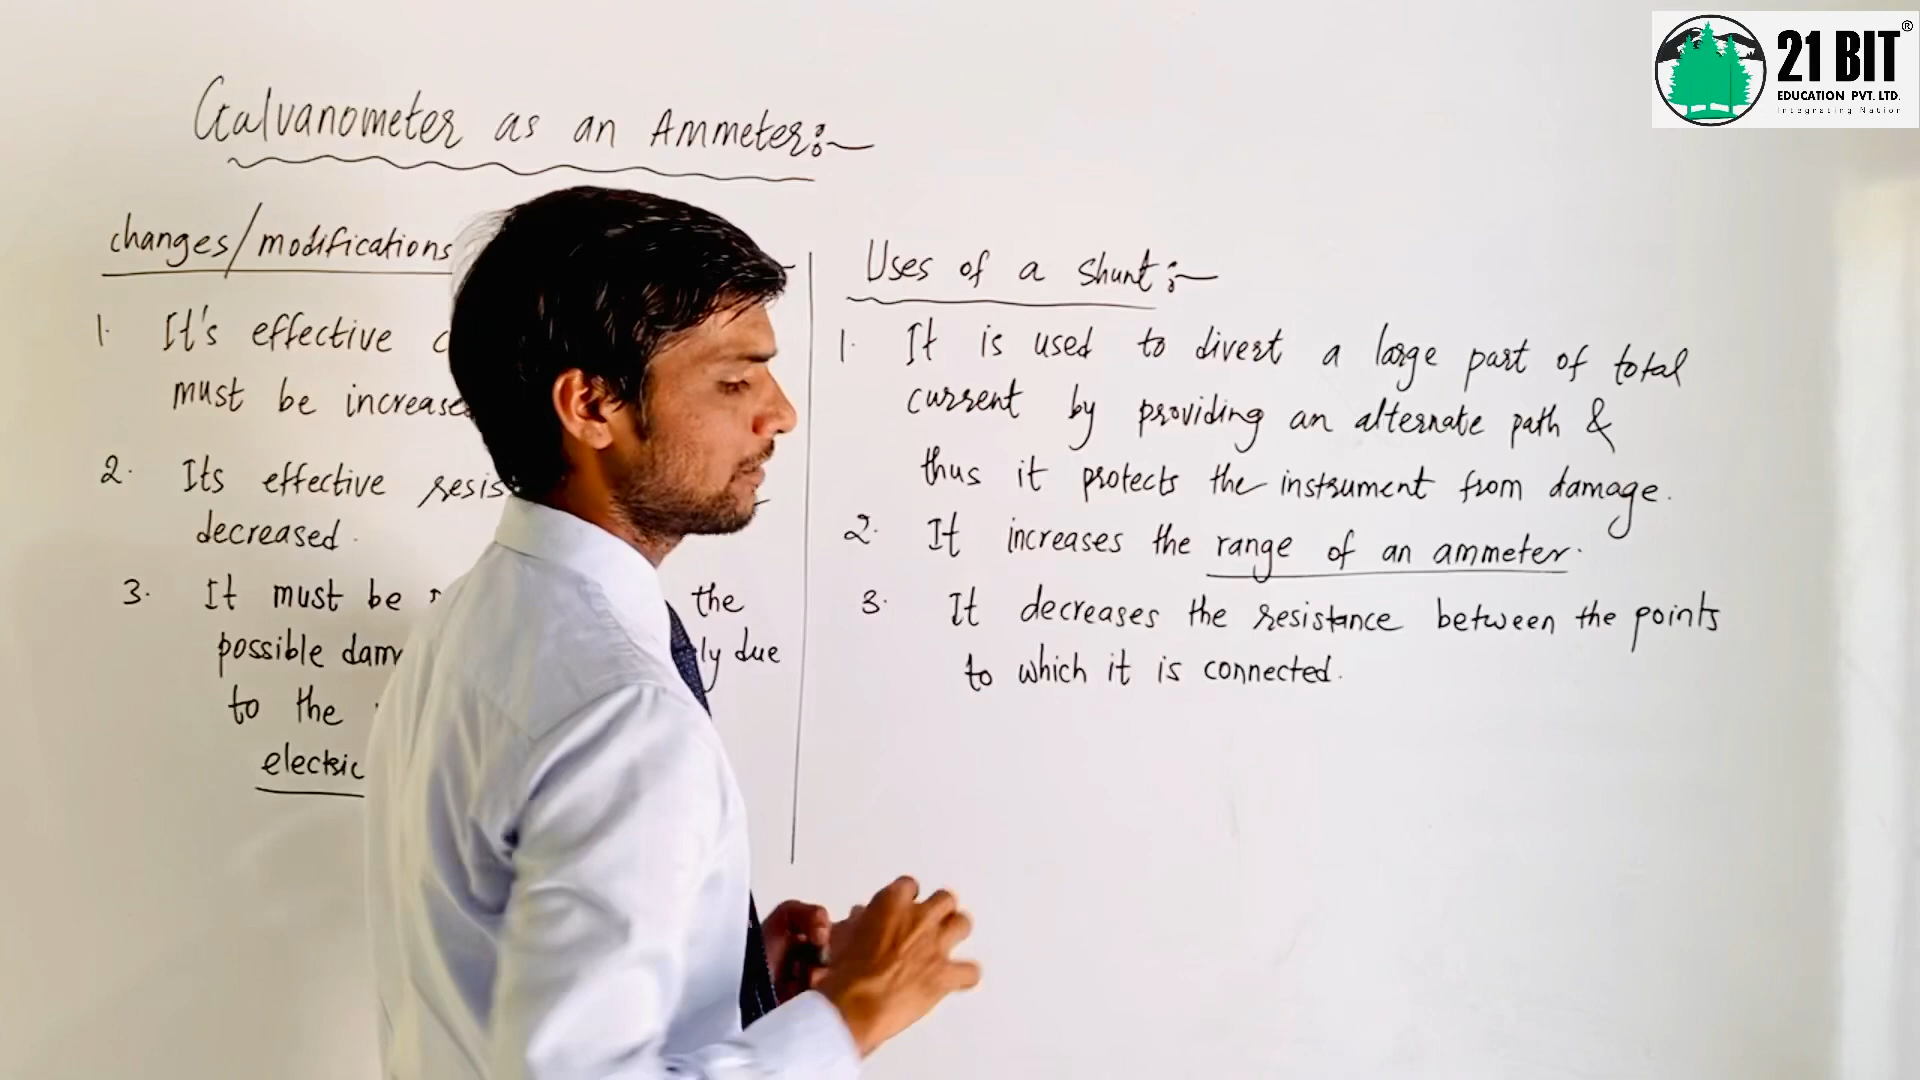 Galvanometer as an Ammeter:-
changes/modifications
1. It's effective
must be increased
2. Its effective
decreased.
3. It must be the
possible due
to the
electric
Uses of a shunt:-
1. It is used to divert a large part of total
current by providing an alternate path &
thus it protects the instrument from damage.
2. It increases the range of an ammeter.
3. It decreases the resistance between the points
to which it is connected.
21 BIT®
EDUCATION PVT. LTD.
Integrating Nation